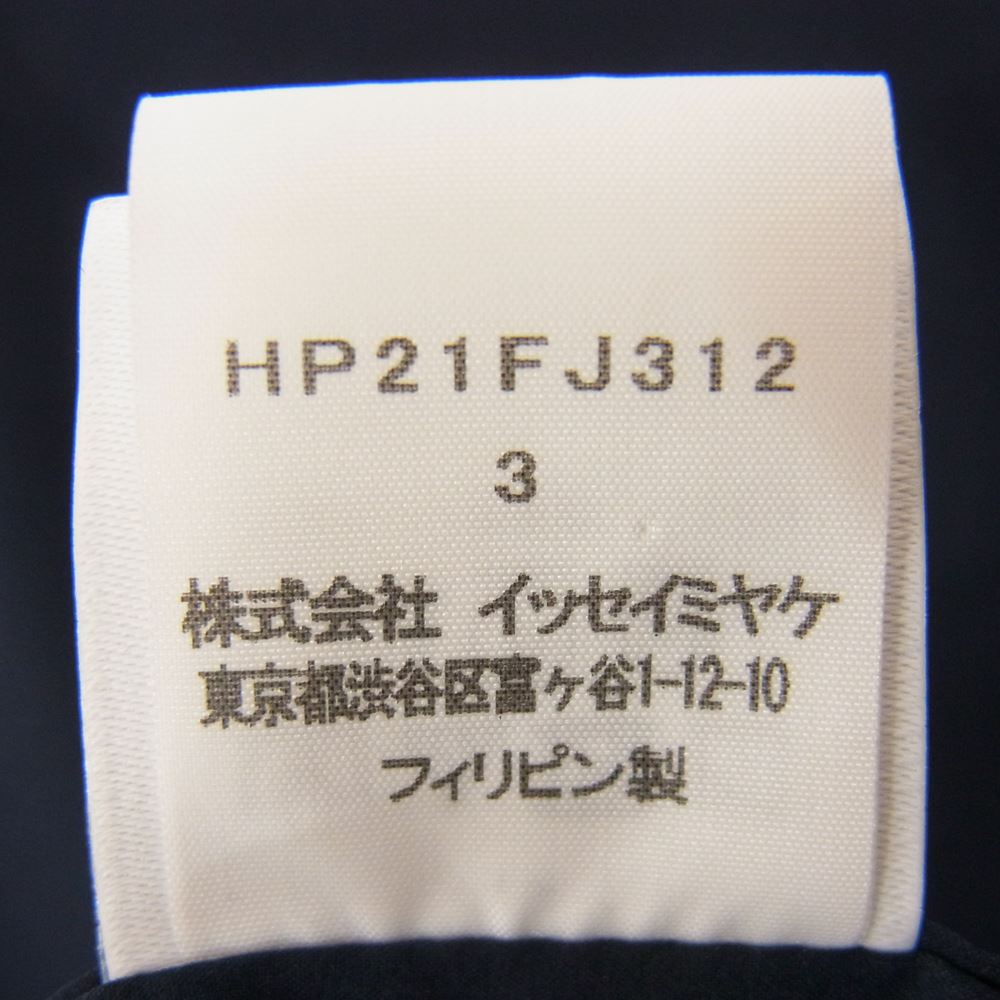 HP21FJ312
3
株式会社 イッセイミヤケ
東京都渋谷区富ヶ谷1-12-10
フィリピン製